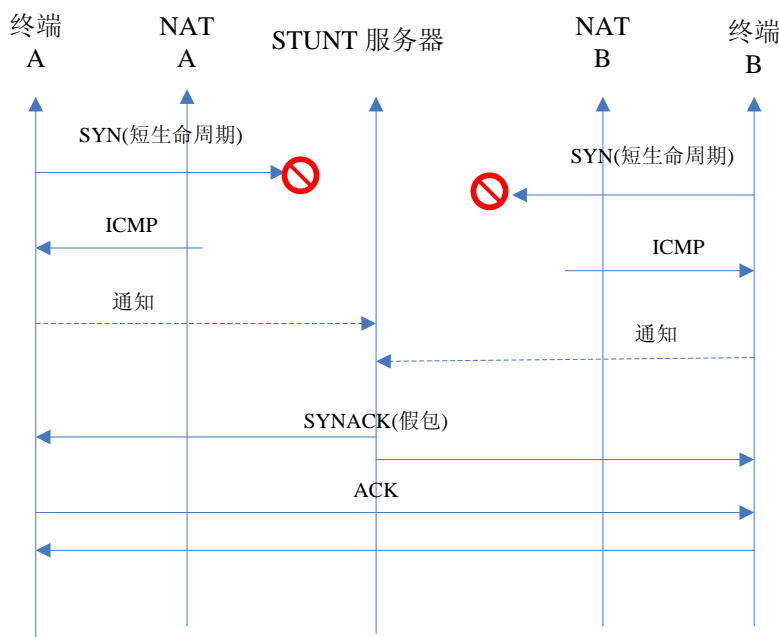 终端
A
NAT
A
STUNT 服务器
NAT
B
终端
B
SYN(短生命周期)
SYN(短生命周期)
ICMP
ICMP
通知
通知
SYNACK(假包)
ACK